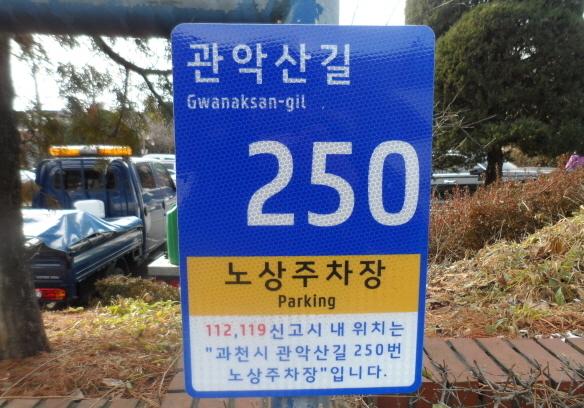 관악산길
Gwanaksan-gil
250
노상주차장
Parking
112,119신고시 내 위치는
"과천시 관악산길 250번
노상주차장"입니다.